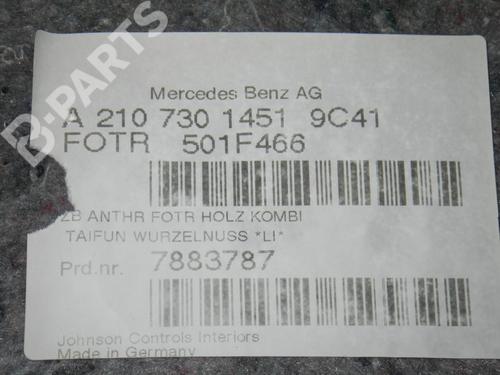 B-PARTS
Mercedes Benz AG
A 210 730 1451 9C41
FOTR 501F466
ZB ANTHR FOTR HOLZ KOMBI
TAIFUN WURZELNUSS *LI*
Prd.nr. 7883787
Johnson Controls Interiors
Made in Germany